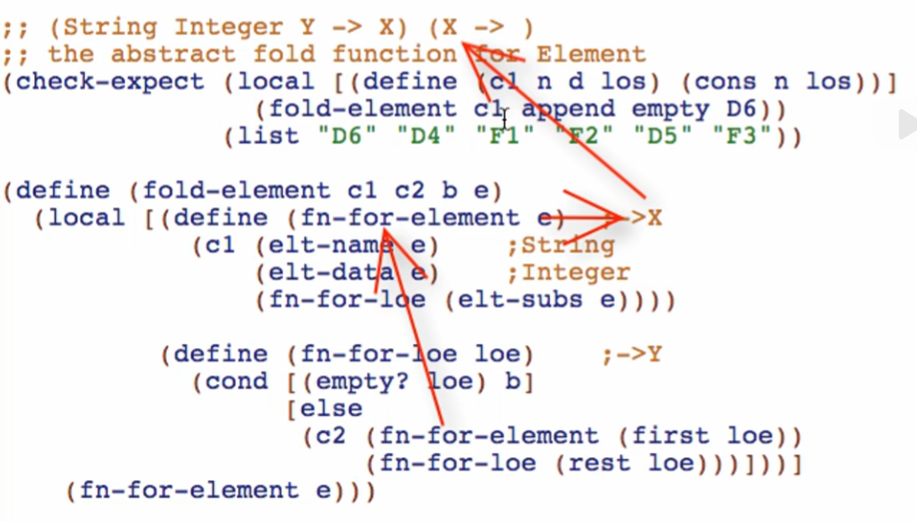 ;; (String Integer Y -> X) (X -> )
;; the abstract fold function for Element
(check-expect (local [(define (c1 n d los) (cons n los))]
(fold-element c1 append empty D6))
(list "D6" "D4" "F1" "F2" "D5" "F3"))
(define (fold-element c1 c2 b e)
(local [(define (fn-for-element e) ->X
(c1 (elt-name e) ;String
(elt-data e) ;Integer
(fn-for-loe (elt-subs e))))
(define (fn-for-loe loe) ;->Y
(cond [(empty? loe) b]
[else
(c2 (fn-for-element (first loe))
(fn-for-loe (rest loe)))]))]
(fn-for-element e)))